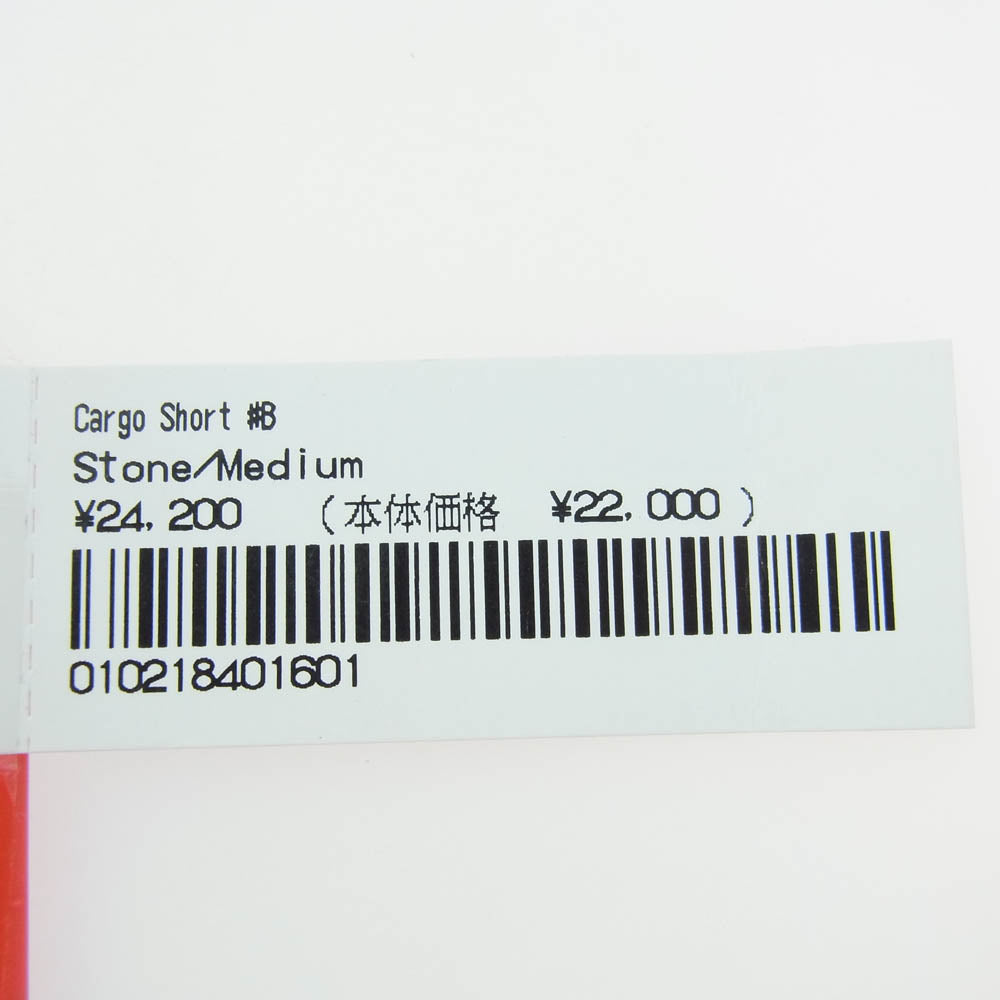 Cargo Short #B
Stone/Medium
¥24,200 (本体価格 ¥22,000)
010218401601